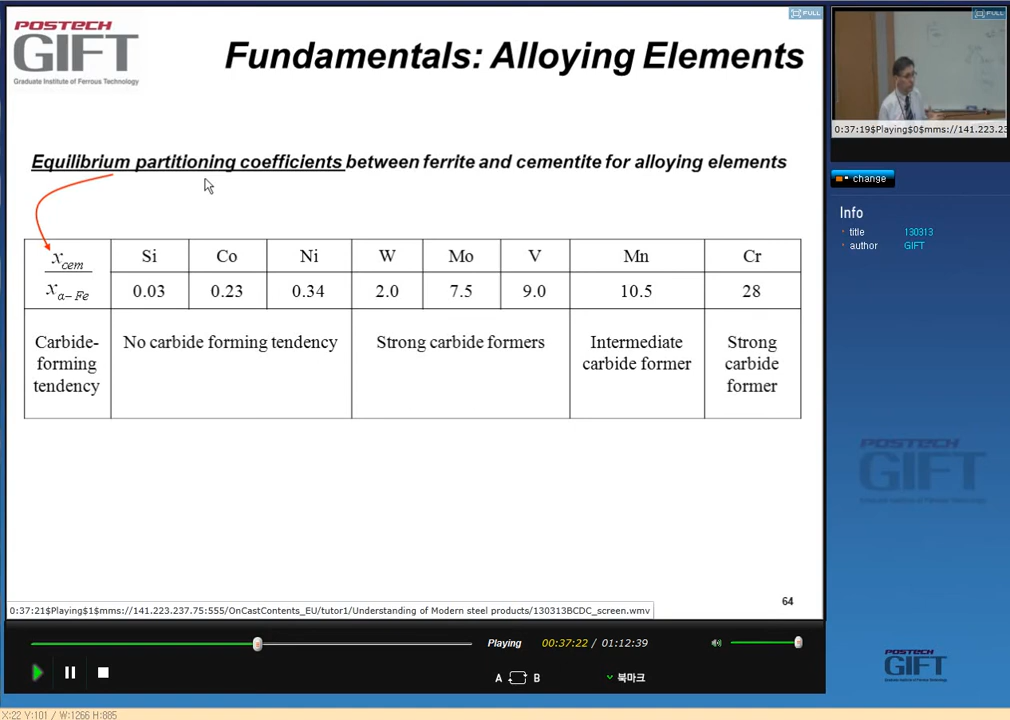 POSTECH
GIFT
Graduate Institute of Ferrous Technology
Fundamentals: Alloying Elements
FULL
Equilibrium partitioning coefficients between ferrite and cementite for alloying elements
x_cem / x_α–Fe Si Co Ni W Mo V Mn Cr
0.03 0.23 0.34 2.0 7.5 9.0 10.5 28
Carbide-forming tendency
No carbide forming tendency
Strong carbide formers
Intermediate carbide former
Strong carbide former
64
0:37:21$Playing$1$mms://141.223.237.75:555/OnCastContents_EU/tutor1/Understanding of Modern steel products/130313BCDC_screen.wmv
Playing 00:37:22 / 01:12:39
A B 북마크
FULL
0:37:19$Playing$0$mms://141.223.23
change
Info
title 130313
author GIFT
POSTECH
GIFT
POSTECH
GIFT
X:22 Y:101 / W:1266 H:885